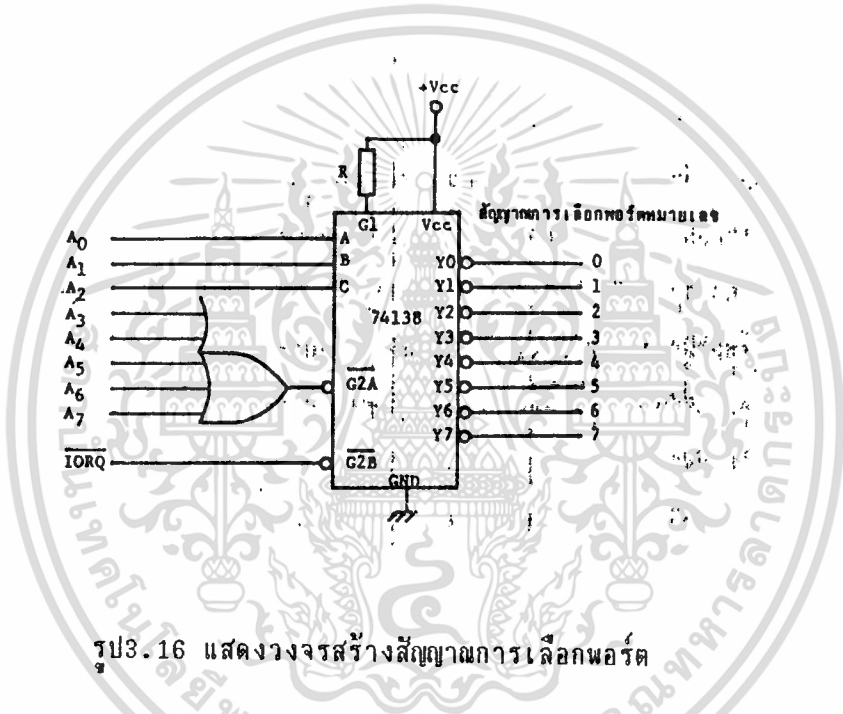 +Vcc
R
G1 Vcc
สัญญาณการเลือกพอร์ตหมายเลข
A0 A
A1 B
A2 C
A3
A4
A5
A6
A7
IORQ
74138
G2A
G2B
GND
Y0 0
Y1 1
Y2 2
Y3 3
Y4 4
Y5 5
Y6 6
Y7 7
รูป3.16 แสดงวงจรสร้างสัญญาณการเลือกพอร์ต